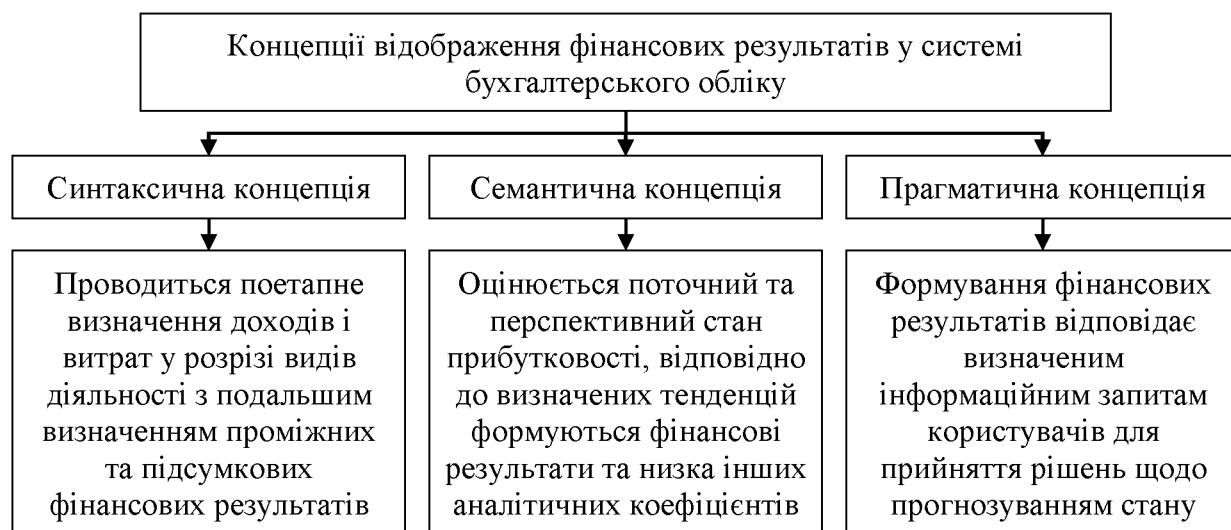 Концепції відображення фінансових результатів у системі
бухгалтерського обліку
Синтаксична концепція
Семантична концепція
Прагматична концепція
Проводиться поетапне
визначення доходів і
витрат у розрізі видів
діяльності з подальшим
визначенням проміжних
та підсумкових
фінансових результатів
Оцінюється поточний та
перспективний стан
прибутковості, відповідно
до визначених тенденцій
формуються фінансові
результати та низка інших
аналітичних коефіцієнтів
Формування фінансових
результатів відповідає
визначеним
інформаційним запитам
користувачів для
прийняття рішень щодо
прогнозуванням стану